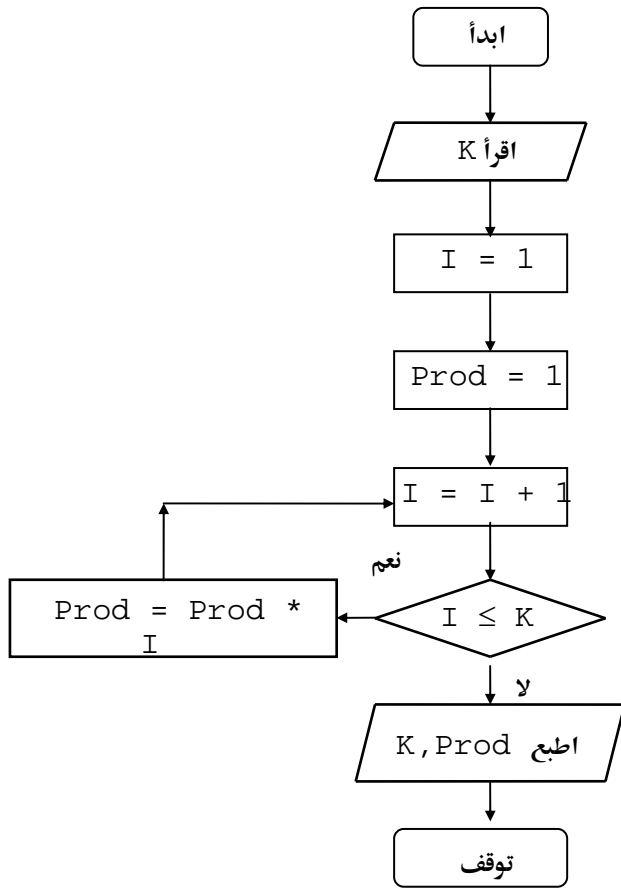 ابدأ
اقرأ K
I = 1
Prod = 1
I = I + 1
نعم
I ≤ K
Prod = Prod *
I
لا
اطبع K,Prod
توقف